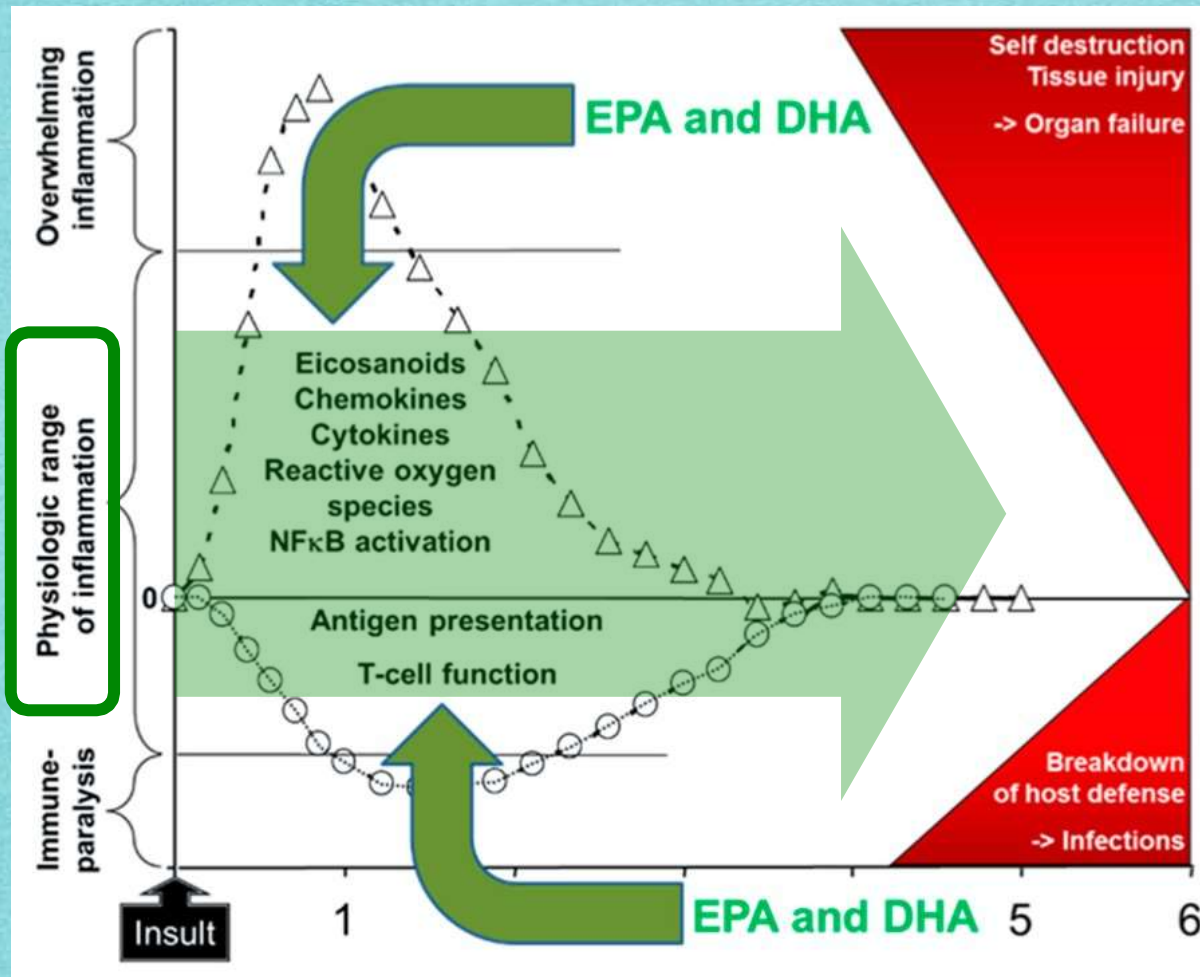 Overwhelming
inflammation
Physiologic range
of inflammation
Immune-
paralysis
0
EPA and DHA
Self destruction
Tissue injury
-> Organ failure
Eicosanoids
Chemokines
Cytokines
Reactive oxygen
species
NFκB activation
Antigen presentation
T-cell function
Breakdown
of host defense
-> Infections
EPA and DHA
Insult
1
5
6